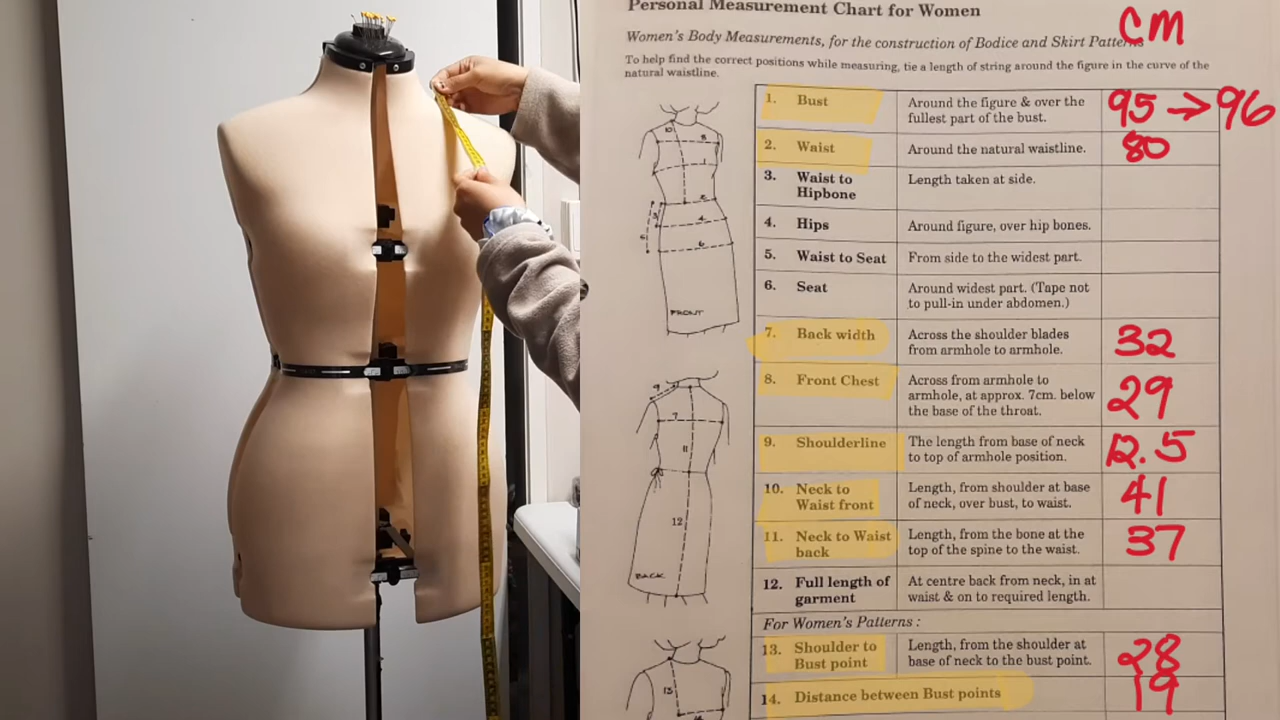 Personal Measurement Chart for Women
CM
Women's Body Measurements, for the construction of Bodice and Skirt Patterns
To help find the correct positions while measuring, tie a length of string around the figure in the curve of the
natural waistline.
1. Bust Around the figure & over the
fullest part of the bust. 95 → 96
2. Waist Around the natural waistline. 80
3. Waist to Length taken at side.
Hipbone
4. Hips Around figure, over hip bones.
5. Waist to Seat From side to the widest part.
6. Seat Around widest part. (Tape not
to pull-in under abdomen.)
FRONT
7. Back width Across the shoulder blades
from armhole to armhole. 32
8. Front Chest Across from armhole to
armhole, at approx. 7cm. below
the base of the throat. 29
9. Shoulderline The length from base of neck
to top of armhole position. 12.5
10. Neck to Length, from shoulder at base
Waist front of neck, over bust, to waist. 41
11. Neck to Waist Length, from the bone at the
back top of the spine to the waist. 37
12
BACK
12. Full length of At centre back from neck, in at
garment waist & on to required length.
For Women's Patterns :
13. Shoulder to Length, from the shoulder at
Bust point base of neck to the bust point. 28
13
14. Distance between Bust points 19